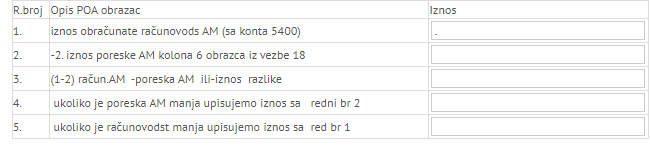 R.broj Opis POA obrazac Iznos
1. iznos obračunate računovods AM (sa konta 5400) .
2. -2. iznos poreske AM kolona 6 obrazca iz vezbe 18
3. (1-2) račun.AM -poreska AM ili-iznos razlike
4. ukoliko je poreska AM manja upisujemo iznos sa redni br 2
5. ukoliko je računovodst manja upisujemo iznos sa red br 1